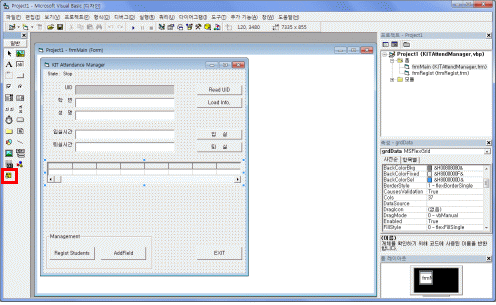 Project1 - Microsoft Visual Basic [디자인]
파일(F) 편집(E) 보기(V) 프로젝트(P) 형식(O) 디버그(D) 실행(R) 쿼리(U) 다이어그램(I) 도구(T) 추가 기능(A) 창(W) 도움말(H)
120, 3480
7335 x 855
일반
Project1 - frmMain (Form)
KIT Attendance Manager
State : Stop
UID
Read UID
학 번
Load Info.
성 명
입실시간
입 실
퇴실시간
퇴 실
Management
Regist Students
AddField
EXIT
프로젝트 - Project1
Project1 (KITAttendManager.vbp)
폼
frmMain (KITAttendManager.frm)
frmRegist (frmRegist.frm)
모듈
속성 - grdData
grdData MSFlexGrid
사전순 항목별
BackColorBkg
BackColorFixed &H8000000F&
BackColorSel &H8000000D&
BorderStyle 1 - flexBorderSingle
CausesValidation True
Cols 37
DataSource
DragIcon (없음)
DragMode 0 - vbManual
Enabled True
FillStyle 0 - flexFillSingle
(이름)
개체를 확인하기 위해 코드에 사용된 이름을 반환합니다.
폼 레이아웃